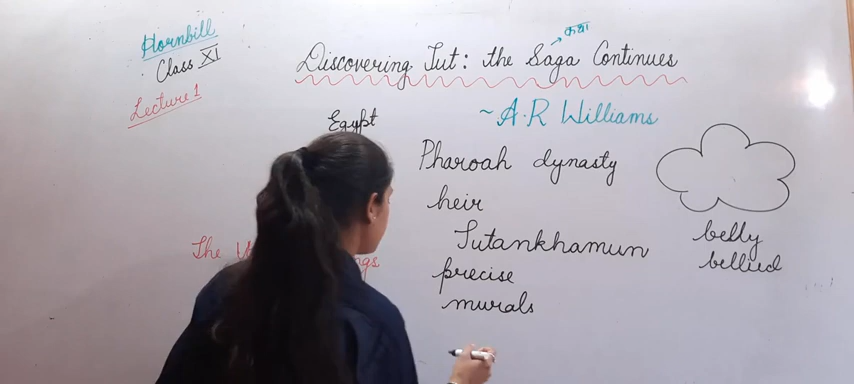 Hornbill
Class XI
Lecture 1
कथा
Discovering Tut: the Saga Continues
~ A.R Williams
Egypt
Pharoah dynasty
heir
Tutankhamun
precise
murals
The
belly
bellied